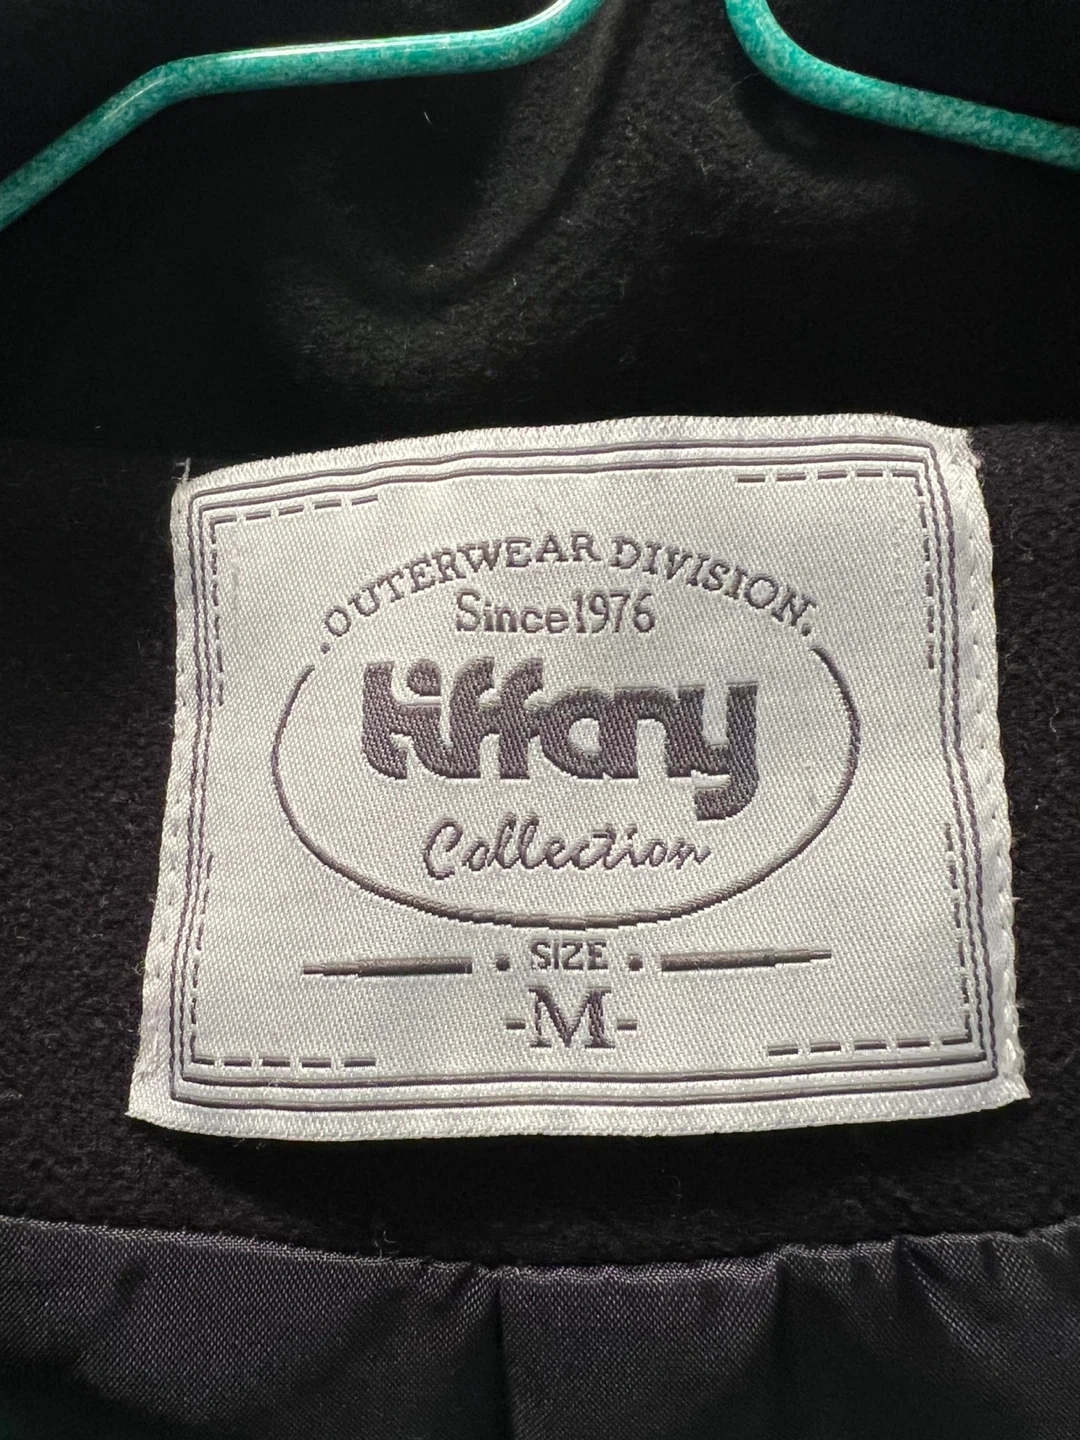 .OUTERWEAR DIVISION.
Since1976
tiffany
Collection
• SIZE •
-M-